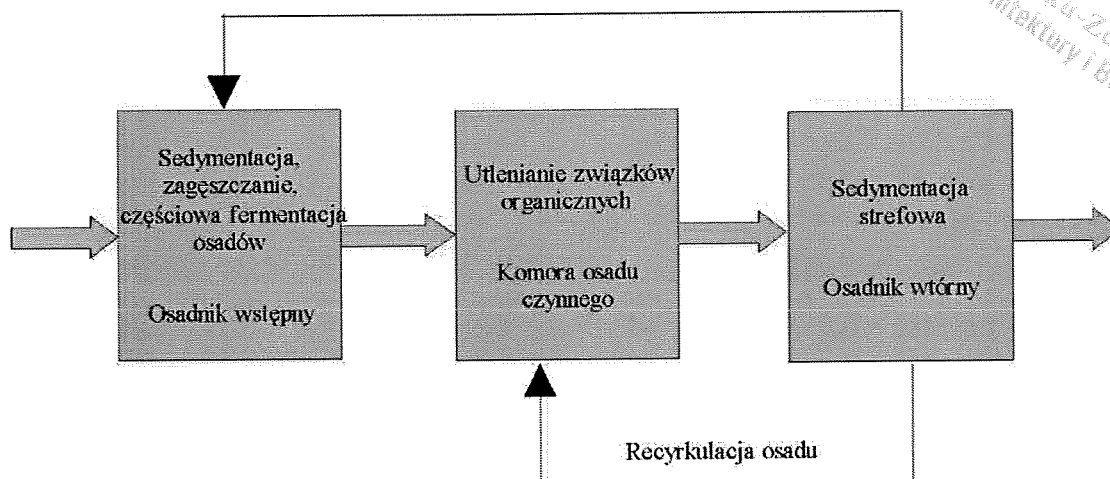 Sedymentacja,
zagęszczanie,
częściowa fermentacja
osadów
Osadnik wstępny
Utlenianie związków
organicznych
Komora osadu
czynnego
Sedymentacja
strefowa
Osadnik wtórny
Recyrkulacja osadu